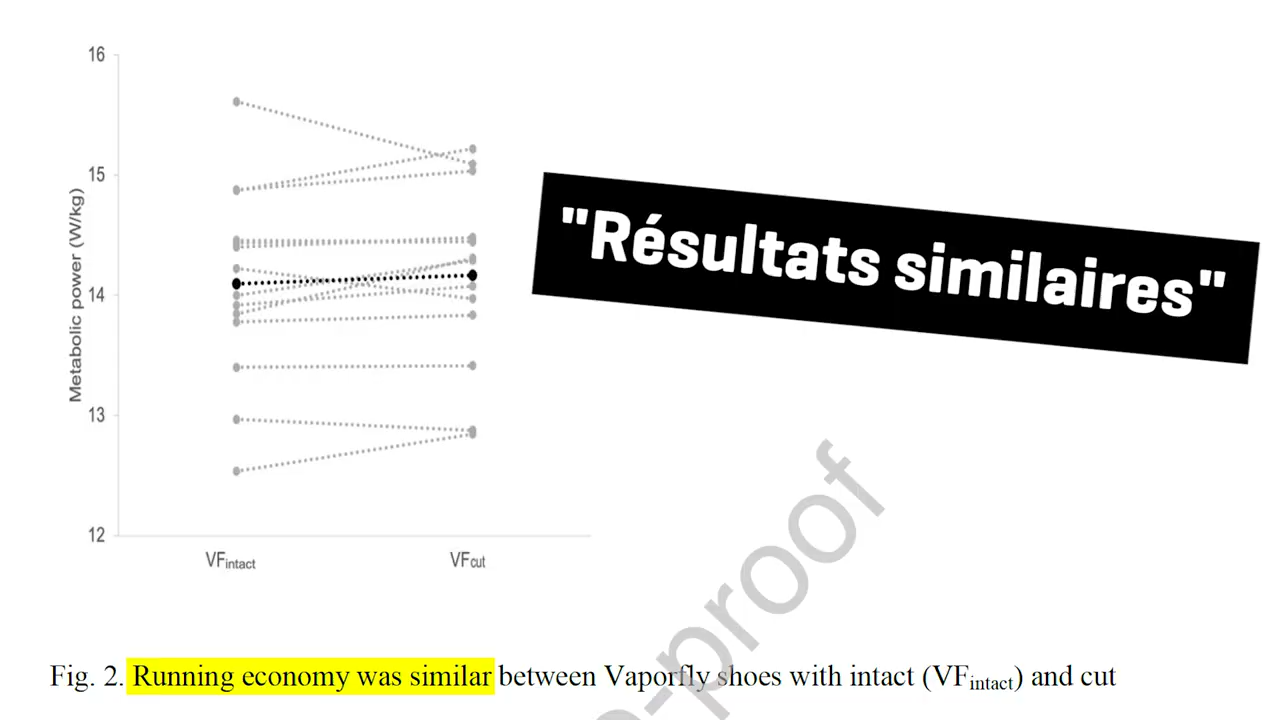 16
15
14
13
12
Metabolic power (W/kg)
VFintact
VFcut
"Résultats similaires"
e-proof
Fig. 2. Running economy was similar between Vaporfly shoes with intact (VFintact) and cut